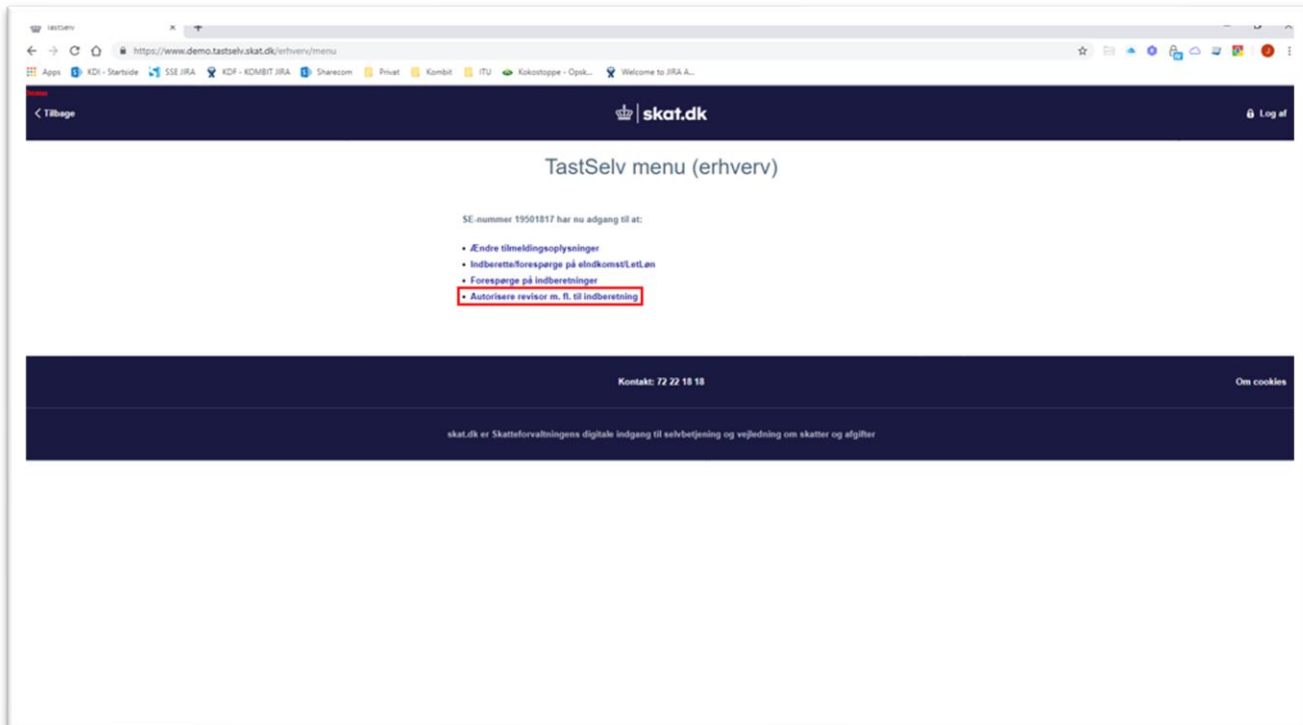 TastSelv
https://www.demo.tastselv.skat.dk/erhverv/menu
Apps KDI - Startside SSE JIRA KDF - KOMBIT JIRA Sharecom Privat Kombit ITU Kokostoppe - Opsk... Welcome to JIRA A...
Tilbage skat.dk Log af
TastSelv menu (erhverv)
SE-nummer 19501817 har nu adgang til at:
• Ændre tilmeldingsoplysninger
• Indberette/forespørge på eIndkomst/LetLøn
• Forespørge på indberetninger
• Autorisere revisor m. fl. til indberetning
Kontakt: 72 22 18 18 Om cookies
skat.dk er Skatteforvaltningens digitale indgang til selvbetjening og vejledning om skatter og afgifter